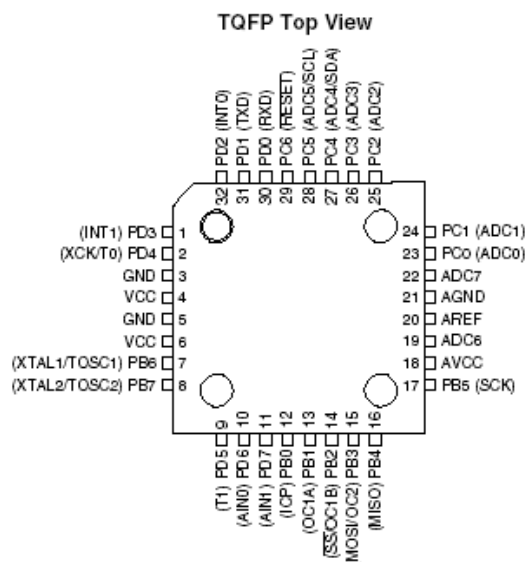 TQFP Top View
PD2 (INT0)
PD1 (TXD)
PD0 (RXD)
PC6 (RESET)
PC5 (ADC5/SCL)
PC4 (ADC4/SDA)
PC3 (ADC3)
PC2 (ADC2)
32
31
30
29
28
27
26
25
(INT1) PD3 1
(XCK/T0) PD4 2
GND 3
VCC 4
GND 5
VCC 6
(XTAL1/TOSC1) PB6 7
(XTAL2/TOSC2) PB7 8
24 PC1 (ADC1)
23 PC0 (ADC0)
22 ADC7
21 AGND
20 AREF
19 ADC6
18 AVCC
17 PB5 (SCK)
9
10
11
12
13
14
15
16
(T1) PD5
(AIN0) PD6
(AIN1) PD7
(ICP) PB0
(OC1A) PB1
(SS/OC1B) PB2
MOSI/OC2) PB3
(MISO) PB4